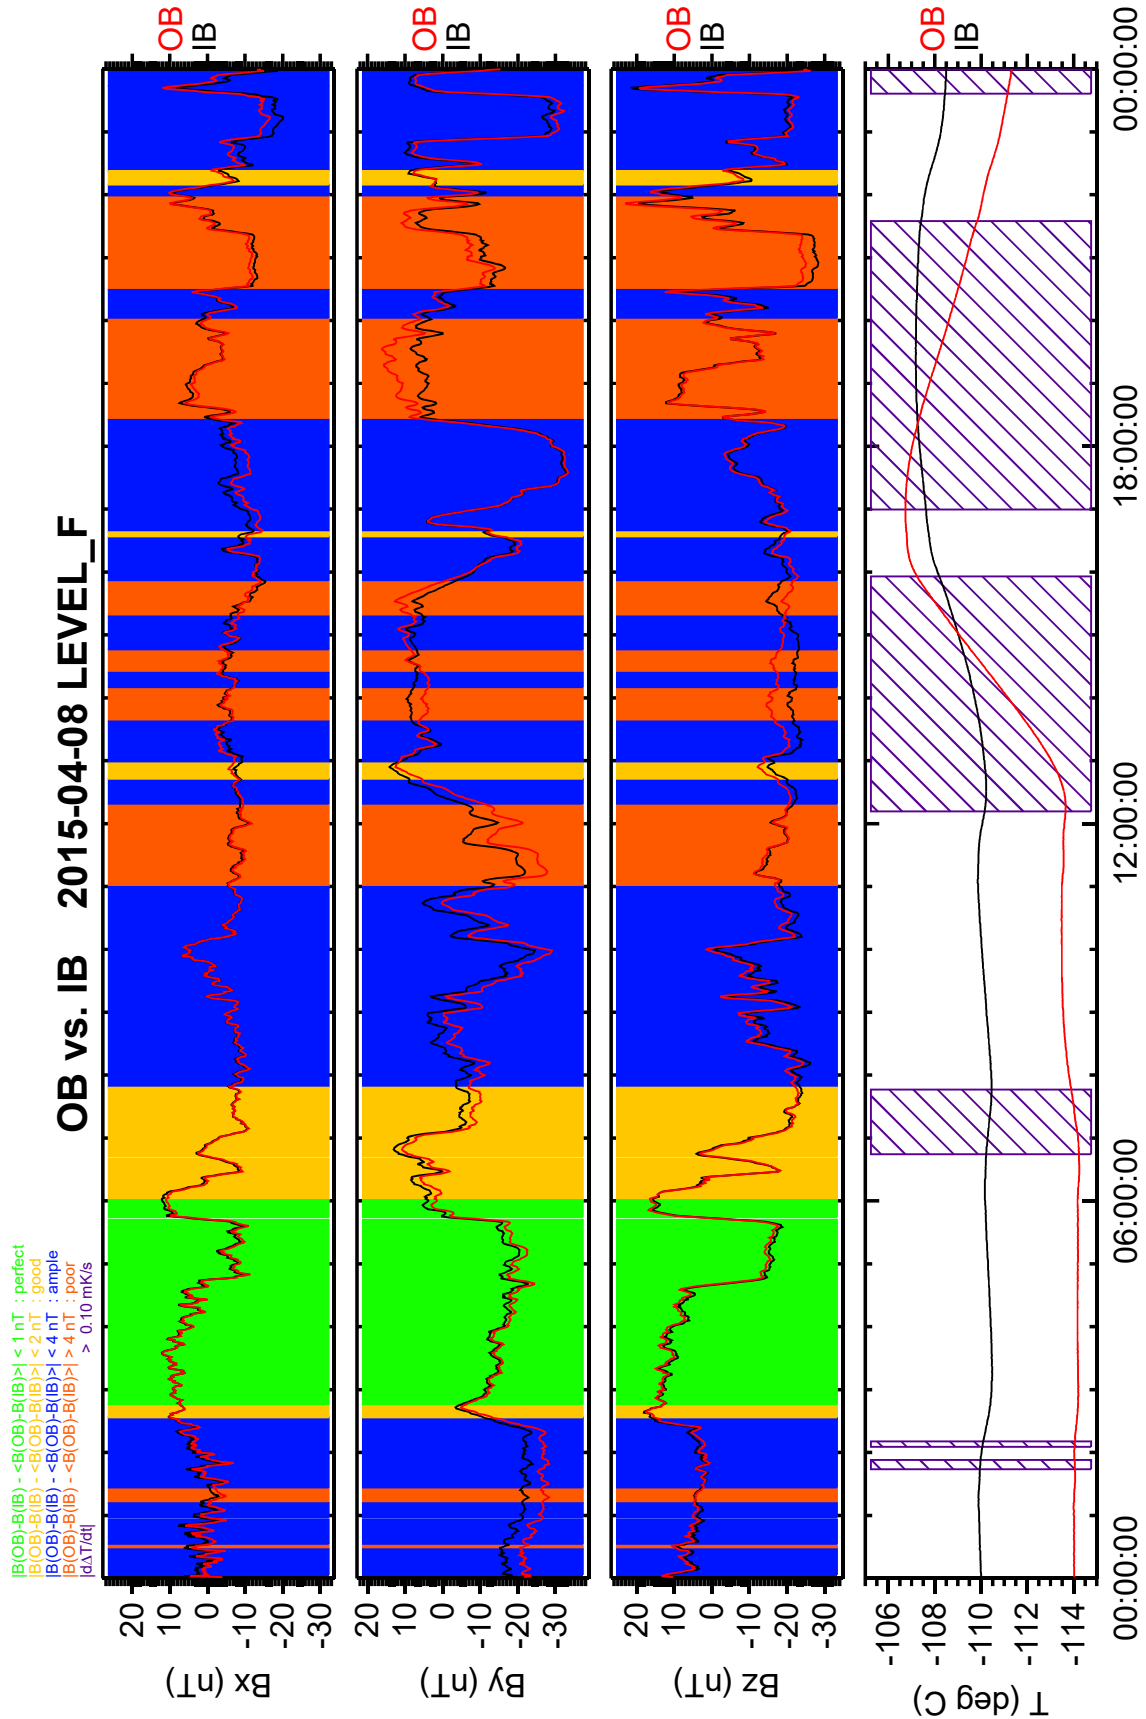 OB vs. IB 2015-04-08 LEVEL_F
|B(OB)-B(IB) - <B(OB)-B(IB)>| < 1 nT : perfect
|B(OB)-B(IB) - <B(OB)-B(IB)>| < 2 nT : good
|B(OB)-B(IB) - <B(OB)-B(IB)>| < 4 nT : ample
|B(OB)-B(IB) - <B(OB)-B(IB)>| > 4 nT : poor
|dΔT/dt| > 0.10 mK/s
Bx (nT)
20
10
0
-10
-20
-30
OB
IB
By (nT)
20
10
0
-10
-20
-30
OB
IB
Bz (nT)
20
10
0
-10
-20
-30
OB
IB
T (deg C)
-106
-108
-110
-112
-114
OB
IB
00:00:00
06:00:00
12:00:00
18:00:00
00:00:00